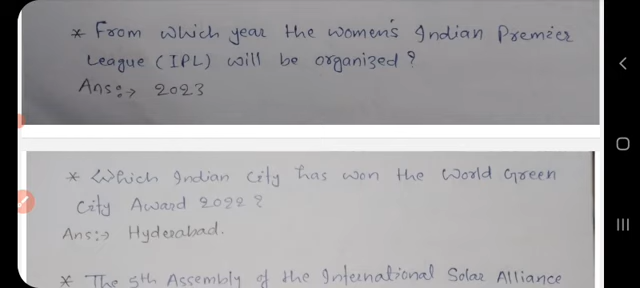 * From which year the women's Indian Premier
League (IPL) will be organized?
Ans:→ 2023
* Which Indian City has won the World Green
City Award 2022?
Ans:→ Hyderabad.
* The 5th Assembly of the International Solar Alliance